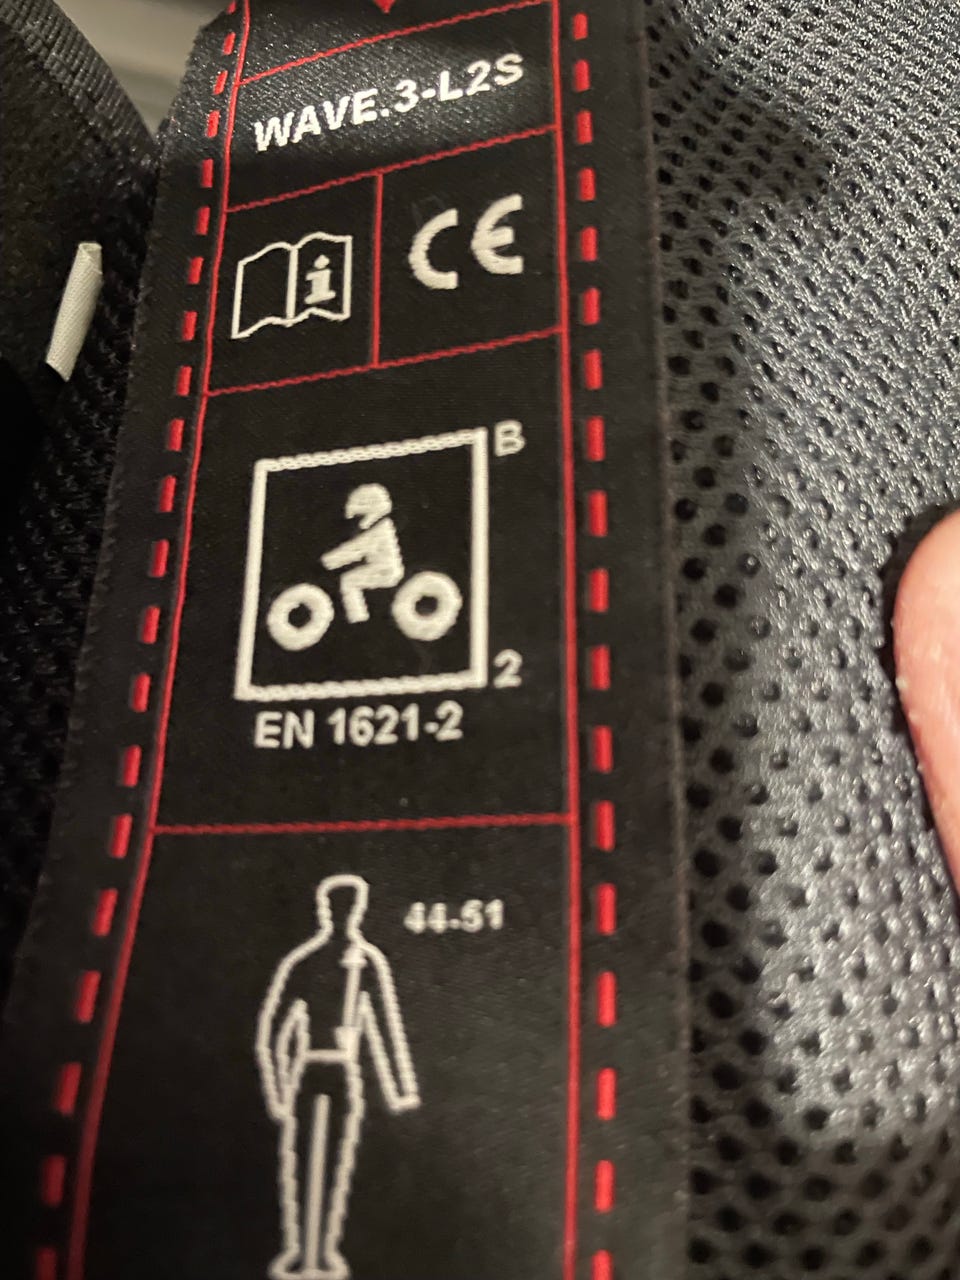 WAVE.3-L2S
i CE
B
2
EN 1621-2
44-51